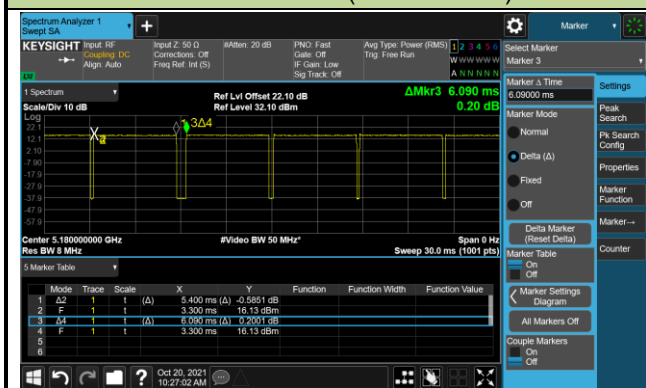 Spectrum Analyzer 1
Swept SA
+
Marker
KEYSIGHT
Input: RF
Coupling: DC
Align: Auto
Input Z: 50 Ω
Corrections: Off
Freq Ref: Int (S)
#Atten: 20 dB
PNO: Fast
Gate: Off
IF Gain: Low
Sig Track: Off
Avg Type: Power (RMS)
Trig: Free Run
1 2 3 4 5 6
W W W W W W
A N N N N N
Select Marker
Marker 3
1 Spectrum
Scale/Div 10 dB
Log
Ref Lvl Offset 22.10 dB
Ref Level 32.10 dBm
ΔMkr3 6.090 ms
0.20 dB
22.1
12.1
2.10
-7.90
-17.9
-27.9
-37.9
-47.9
-57.9
3Δ4
Center 5.180000000 GHz
Res BW 8 MHz
#Video BW 50 MHz*
Span 0 Hz
Sweep 30.0 ms (1001 pts)
5 Marker Table
Mode Trace Scale X Y Function Function Width Function Value
1 Δ2 1 t (Δ) 5.400 ms (Δ) -0.5851 dB
2 F 1 t 3.300 ms 16.13 dBm
3 Δ4 1 t (Δ) 6.090 ms (Δ) 0.2001 dB
4 F 1 t 3.300 ms 16.13 dBm
5
6
Marker Δ Time
6.09000 ms
Marker Mode
Normal
Delta (Δ)
Fixed
Off
Delta Marker
(Reset Delta)
Marker Table
On
Off
Marker Settings
Diagram
All Markers Off
Couple Markers
On
Off
Settings
Peak
Search
Pk Search
Config
Properties
Marker
Function
Marker→
Counter
?
Oct 20, 2021
10:27:02 AM